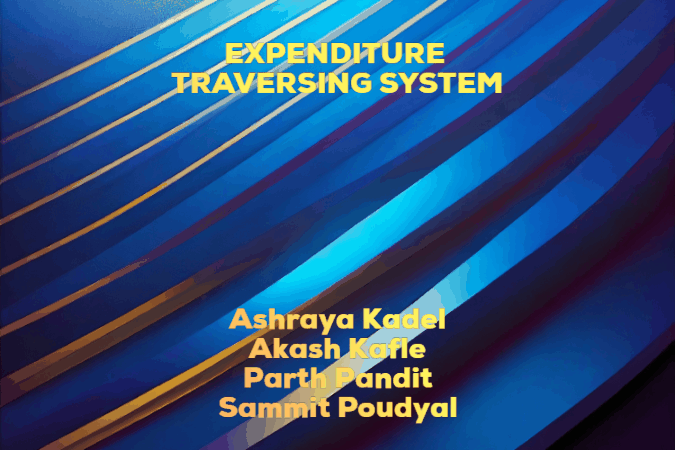 EXPENDITURE
TRAVERSING SYSTEM
Ashraya Kadel
Akash Kafle
Parth Pandit
Sammit Poudyal